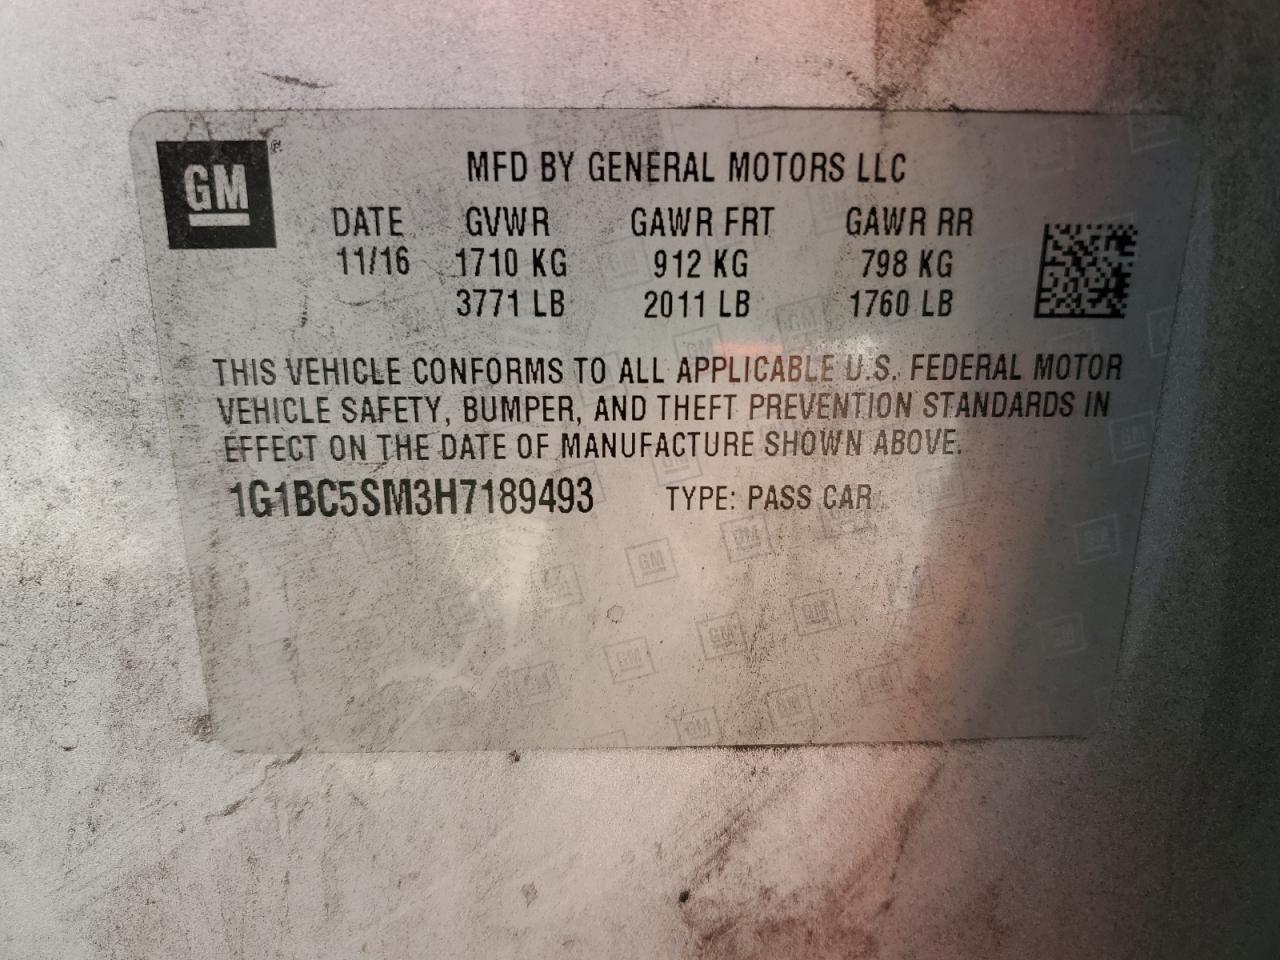 GM
MFD BY GENERAL MOTORS LLC
DATE GVWR GAWR FRT GAWR RR
11/16 1710 KG 912 KG 798 KG
3771 LB 2011 LB 1760 LB
THIS VEHICLE CONFORMS TO ALL APPLICABLE U.S. FEDERAL MOTOR
VEHICLE SAFETY, BUMPER, AND THEFT PREVENTION STANDARDS IN
EFFECT ON THE DATE OF MANUFACTURE SHOWN ABOVE.
1G1BC5SM3H7189493 TYPE: PASS CAR